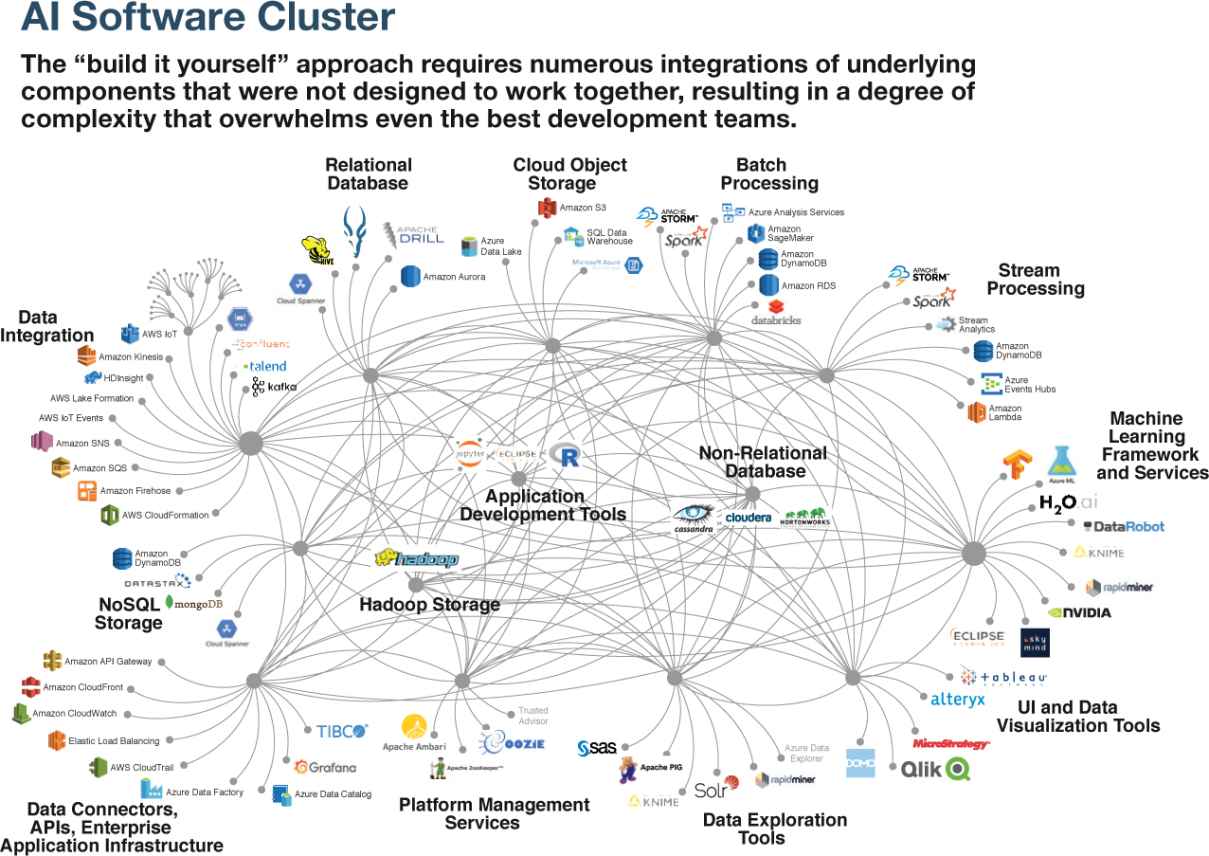 AI Software Cluster
The “build it yourself” approach requires numerous integrations of underlying
components that were not designed to work together, resulting in a degree of
complexity that overwhelms even the best development teams.
Relational
Database
HIVE
APACHE
DRILL
Amazon Aurora
Cloud Spanner
Cloud Object
Storage
Amazon S3
Azure
Data Lake
SQL Data
Warehouse
Microsoft Azure
Batch
Processing
APACHE
STORM™
Spark
Azure Analysis Services
Amazon
SageMaker
Amazon
DynamoDB
Amazon RDS
databricks
Stream
Processing
APACHE
STORM™
Spark
Stream
Analytics
Amazon
DynamoDB
Azure
Events Hubs
Amazon
Lambda
Data
Integration
AWS IoT
Amazon Kinesis
HDInsight
AWS Lake Formation
AWS IoT Events
Amazon SNS
Amazon SQS
Amazon Firehose
AWS CloudFormation
confluent
talend
kafka
Machine
Learning
Framework
and Services
Azure ML
H2O.ai
DataRobot
KNIME
rapidminer
NVIDIA
ECLIPSE
sky
mind
jupyter
ECLIPSE
R
Application
Development Tools
Non-Relational
Database
cassandra
cloudera
HORTONWORKS
hadoop
Hadoop Storage
Amazon
DynamoDB
DATASTAX
mongoDB
Cloud Spanner
NoSQL
Storage
Amazon API Gateway
Amazon CloudFront
Amazon CloudWatch
Elastic Load Balancing
AWS CloudTrail
Azure Data Factory
Azure Data Catalog
Grafana
TIBCO
Data Connectors,
APIs, Enterprise
Application Infrastructure
Trusted
Advisor
Apache Ambari
OOZIE
Apache ZooKeeper™
Platform Management
Services
sas
Apache PIG
KNIME
Solr
rapidminer
Azure Data
Explorer
Data Exploration
Tools
tableau
SOFTWARE
alteryx
UI and Data
Visualization Tools
MicroStrategy
DOMO
Qlik